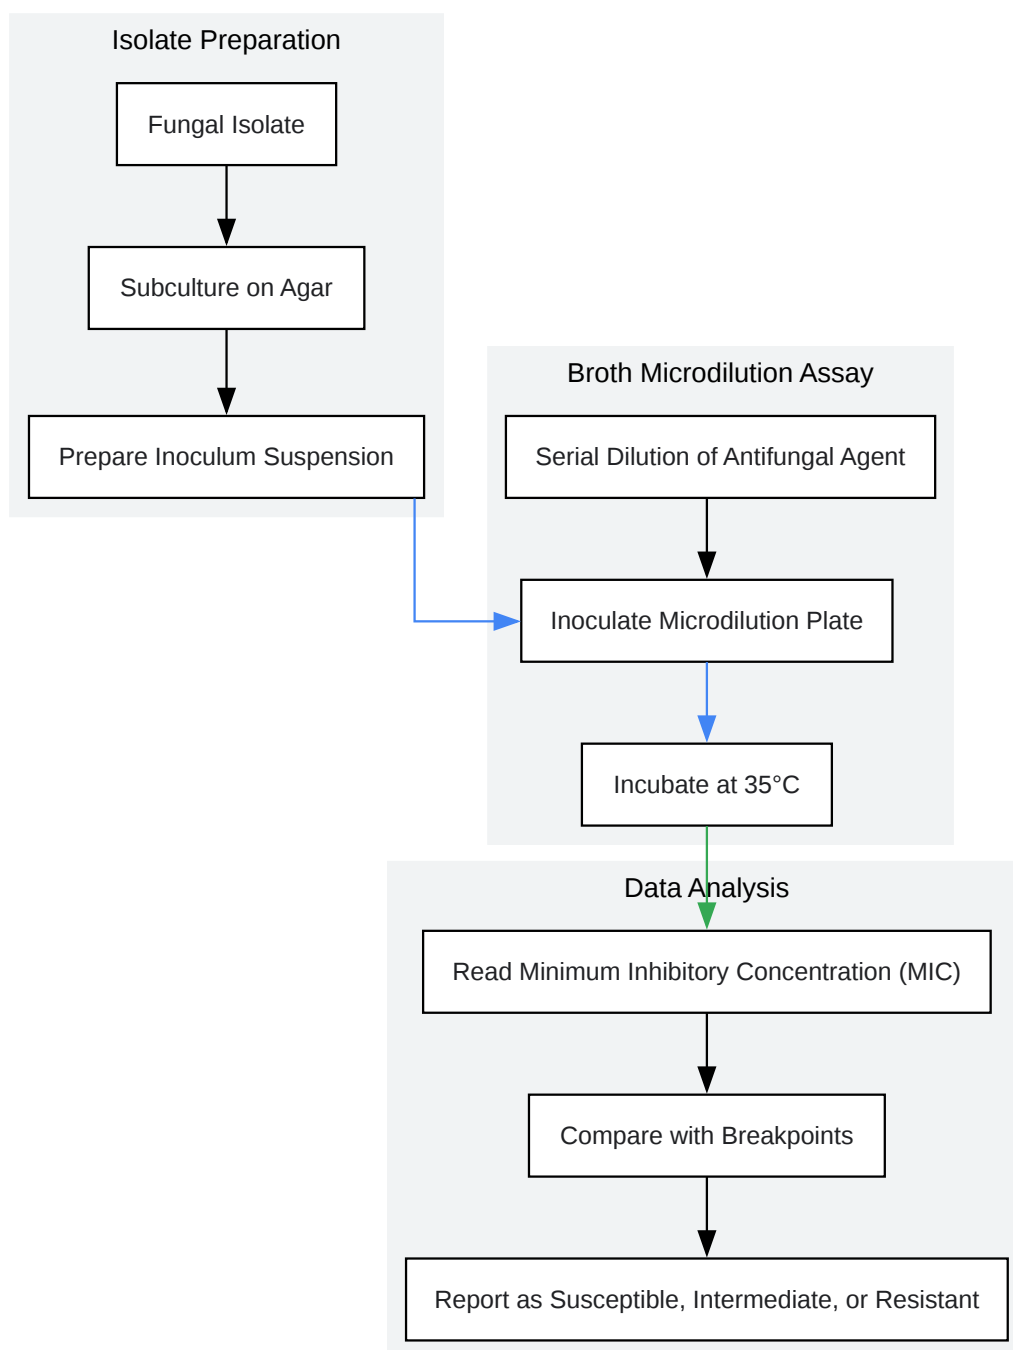 Isolate Preparation
Fungal Isolate
Subculture on Agar
Prepare Inoculum Suspension
Broth Microdilution Assay
Serial Dilution of Antifungal Agent
Inoculate Microdilution Plate
Incubate at 35°C
Data Analysis
Read Minimum Inhibitory Concentration (MIC)
Compare with Breakpoints
Report as Susceptible, Intermediate, or Resistant